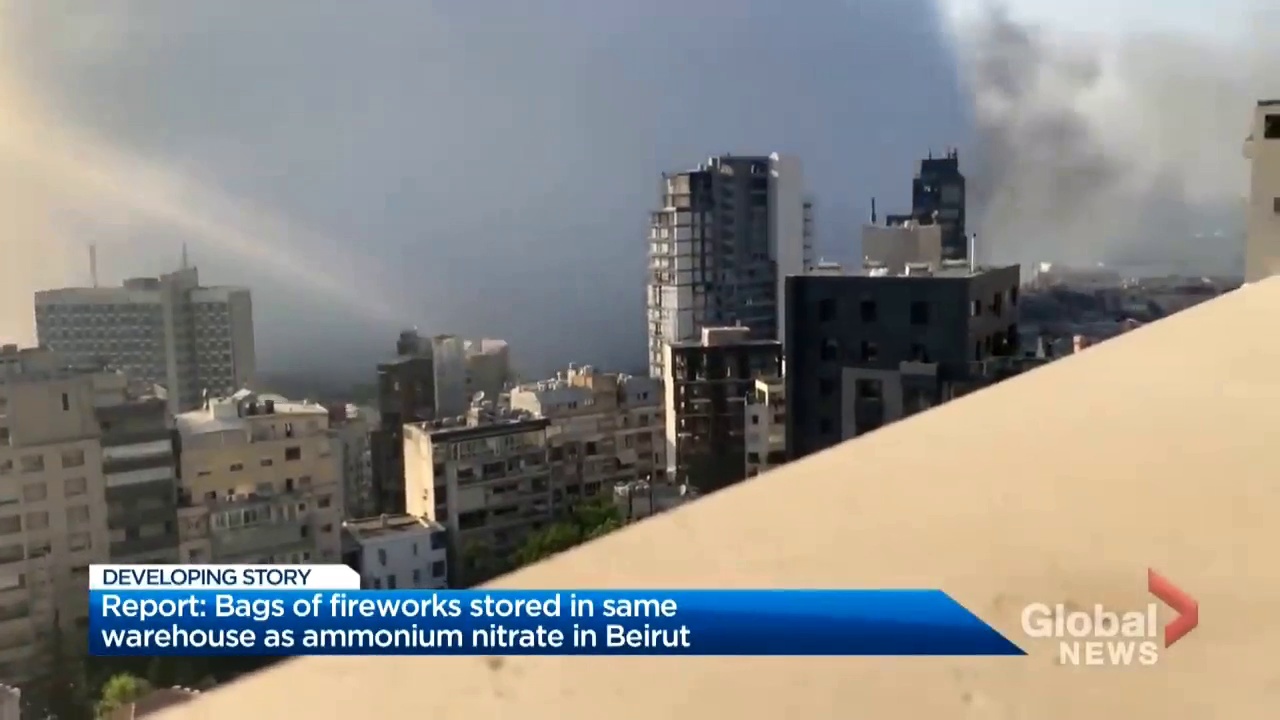 DEVELOPING STORY
Report: Bags of fireworks stored in same
warehouse as ammonium nitrate in Beirut
Global
NEWS